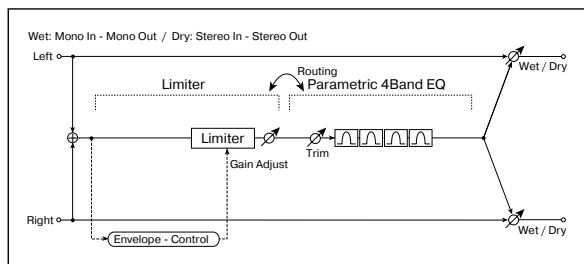 Wet: Mono In - Mono Out / Dry: Stereo In - Stereo Out
Left
Wet / Dry
Routing
Limiter
Parametric 4Band EQ
Limiter
Gain Adjust
Trim
Right
Envelope - Control
Wet / Dry